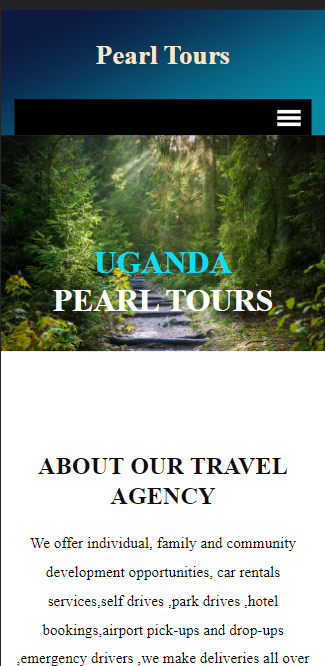 Pearl Tours
UGANDA
PEARL TOURS
ABOUT OUR TRAVEL
AGENCY
We offer individual, family and community
development opportunities, car rentals
services,self drives ,park drives ,hotel
bookings,airport pick-ups and drop-ups
,emergency drivers ,we make deliveries all over